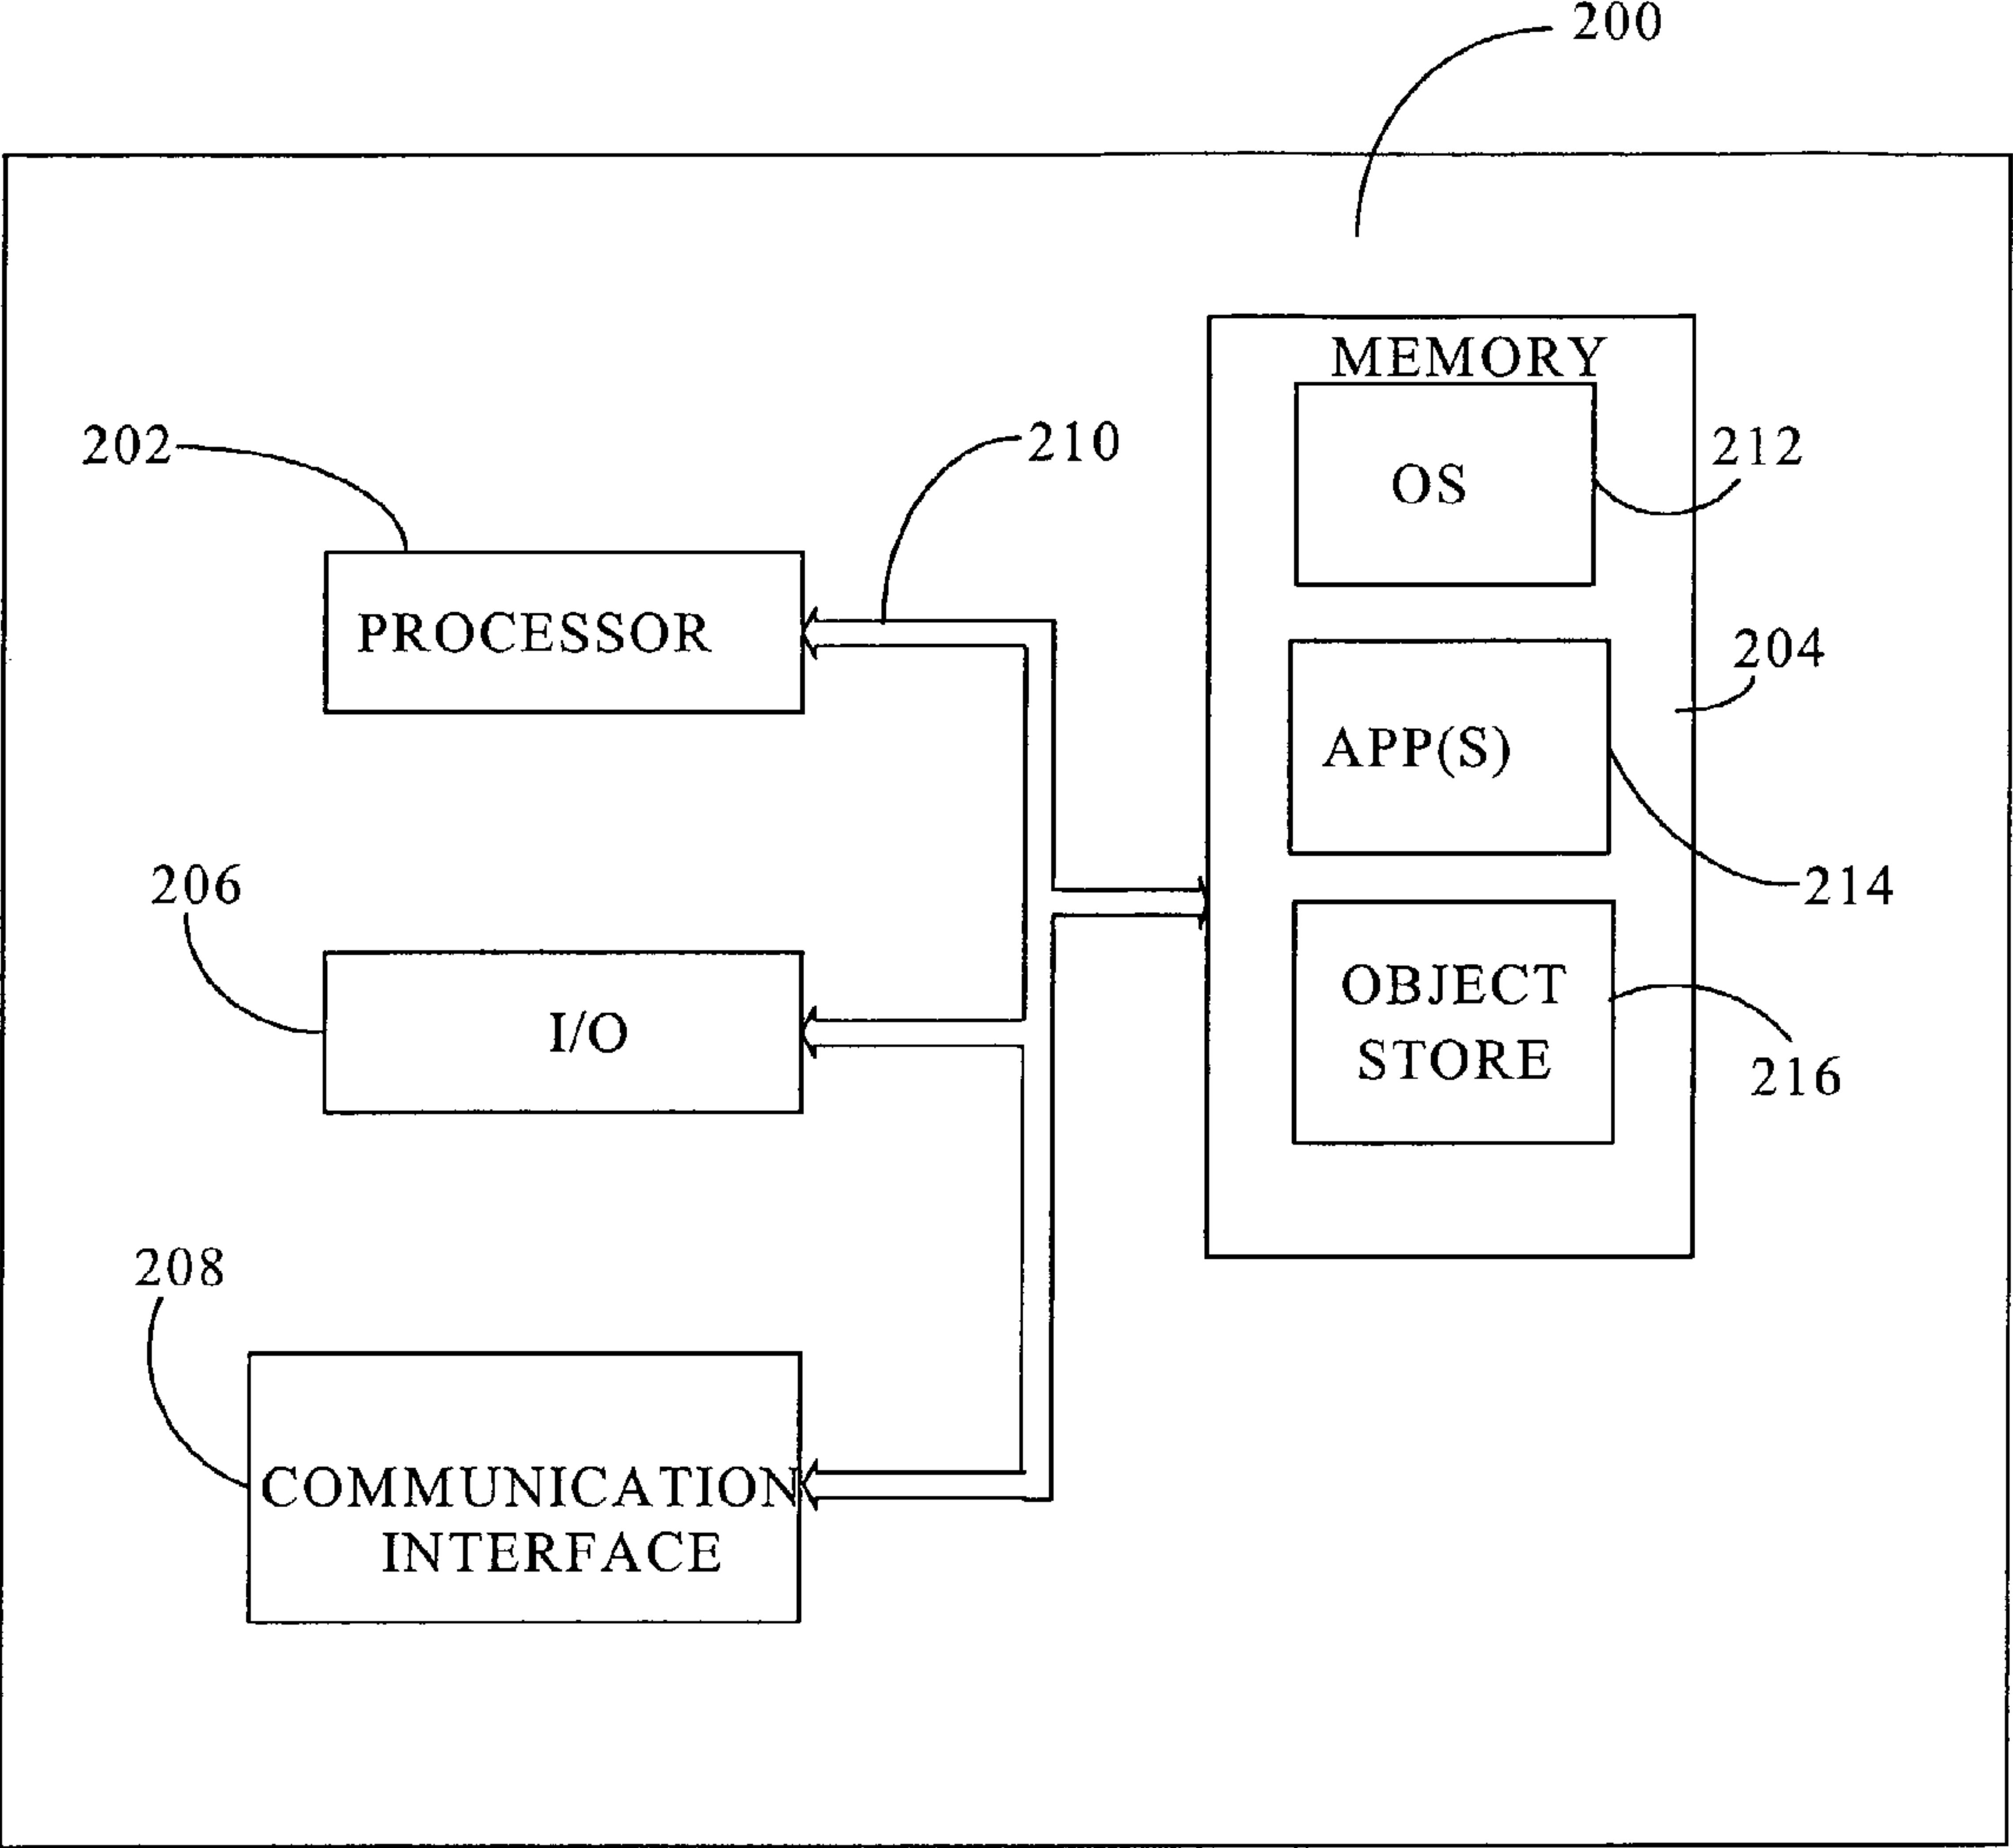 200
MEMORY
202
210
212
OS
PROCESSOR
204
APP(S)
206
214
OBJECT
STORE
I/O
216
208
COMMUNICATION
INTERFACE